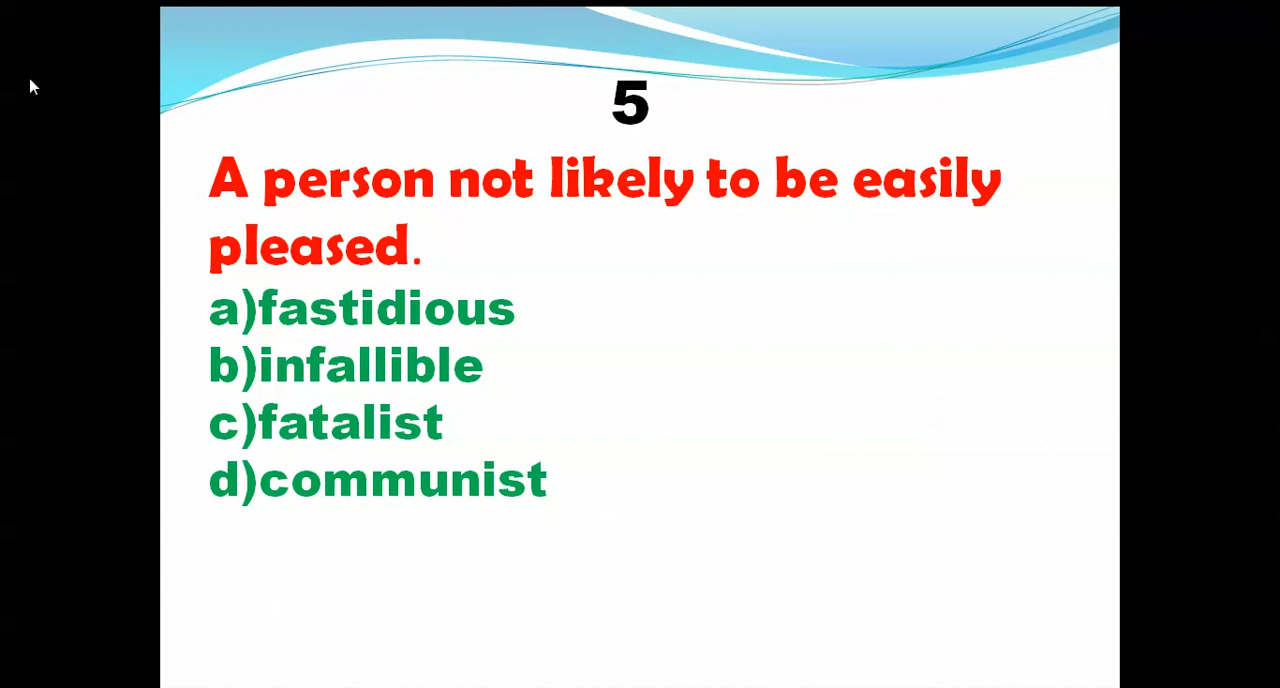 5
A person not likely to be easily
pleased.
a)fastidious
b)infallible
c)fatalist
d)communist